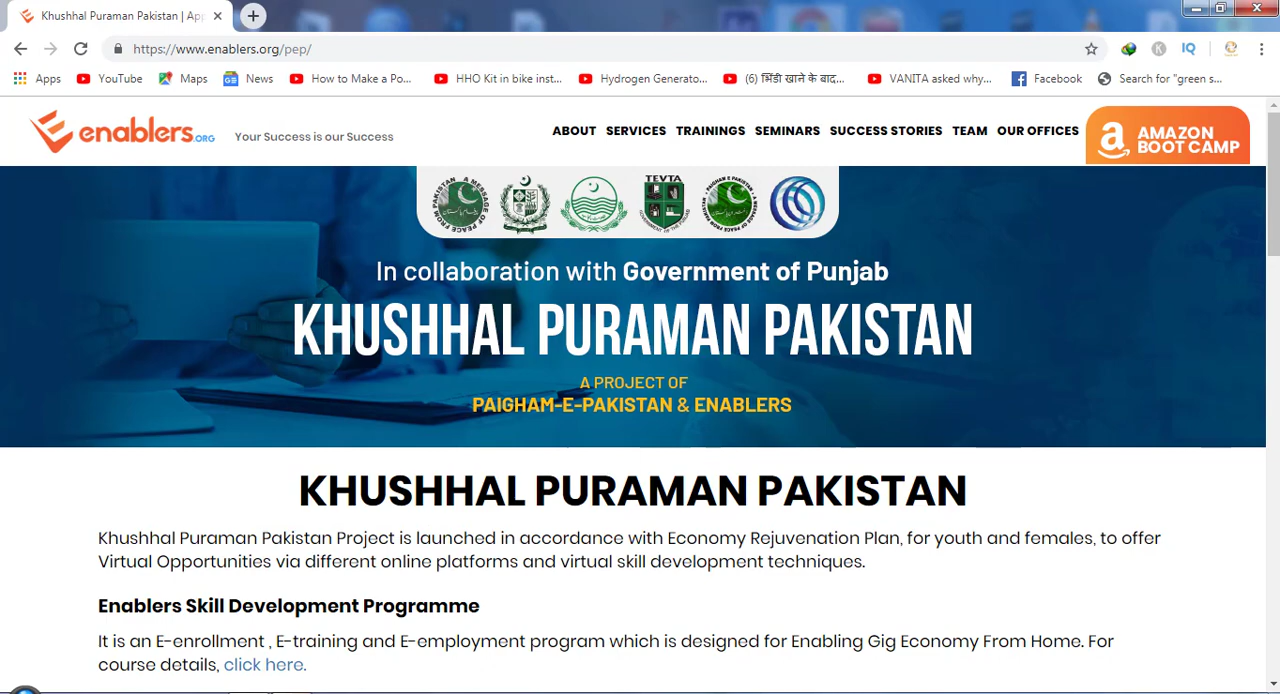 Khushhal Puraman Pakistan | Ap
https://www.enablers.org/pep/
IQ
Apps
YouTube
Maps
News
How to Make a Po...
HHO Kit in bike inst...
Hydrogen Generato...
(6) भिंडी खाने के बाद...
VANITA asked why...
Facebook
Search for "green s...
enablers.ORG
Your Success is our Success
ABOUT SERVICES TRAININGS SEMINARS SUCCESS STORIES TEAM OUR OFFICES
AMAZON
BOOT CAMP
TEVTA
In collaboration with Government of Punjab
KHUSHHAL PURAMAN PAKISTAN
A PROJECT OF
PAIGHAM-E-PAKISTAN & ENABLERS
KHUSHHAL PURAMAN PAKISTAN
Khushhal Puraman Pakistan Project is launched in accordance with Economy Rejuvenation Plan, for youth and females, to offer
Virtual Opportunities via different online platforms and virtual skill development techniques.
Enablers Skill Development Programme
It is an E-enrollment , E-training and E-employment program which is designed for Enabling Gig Economy From Home. For
course details, click here.